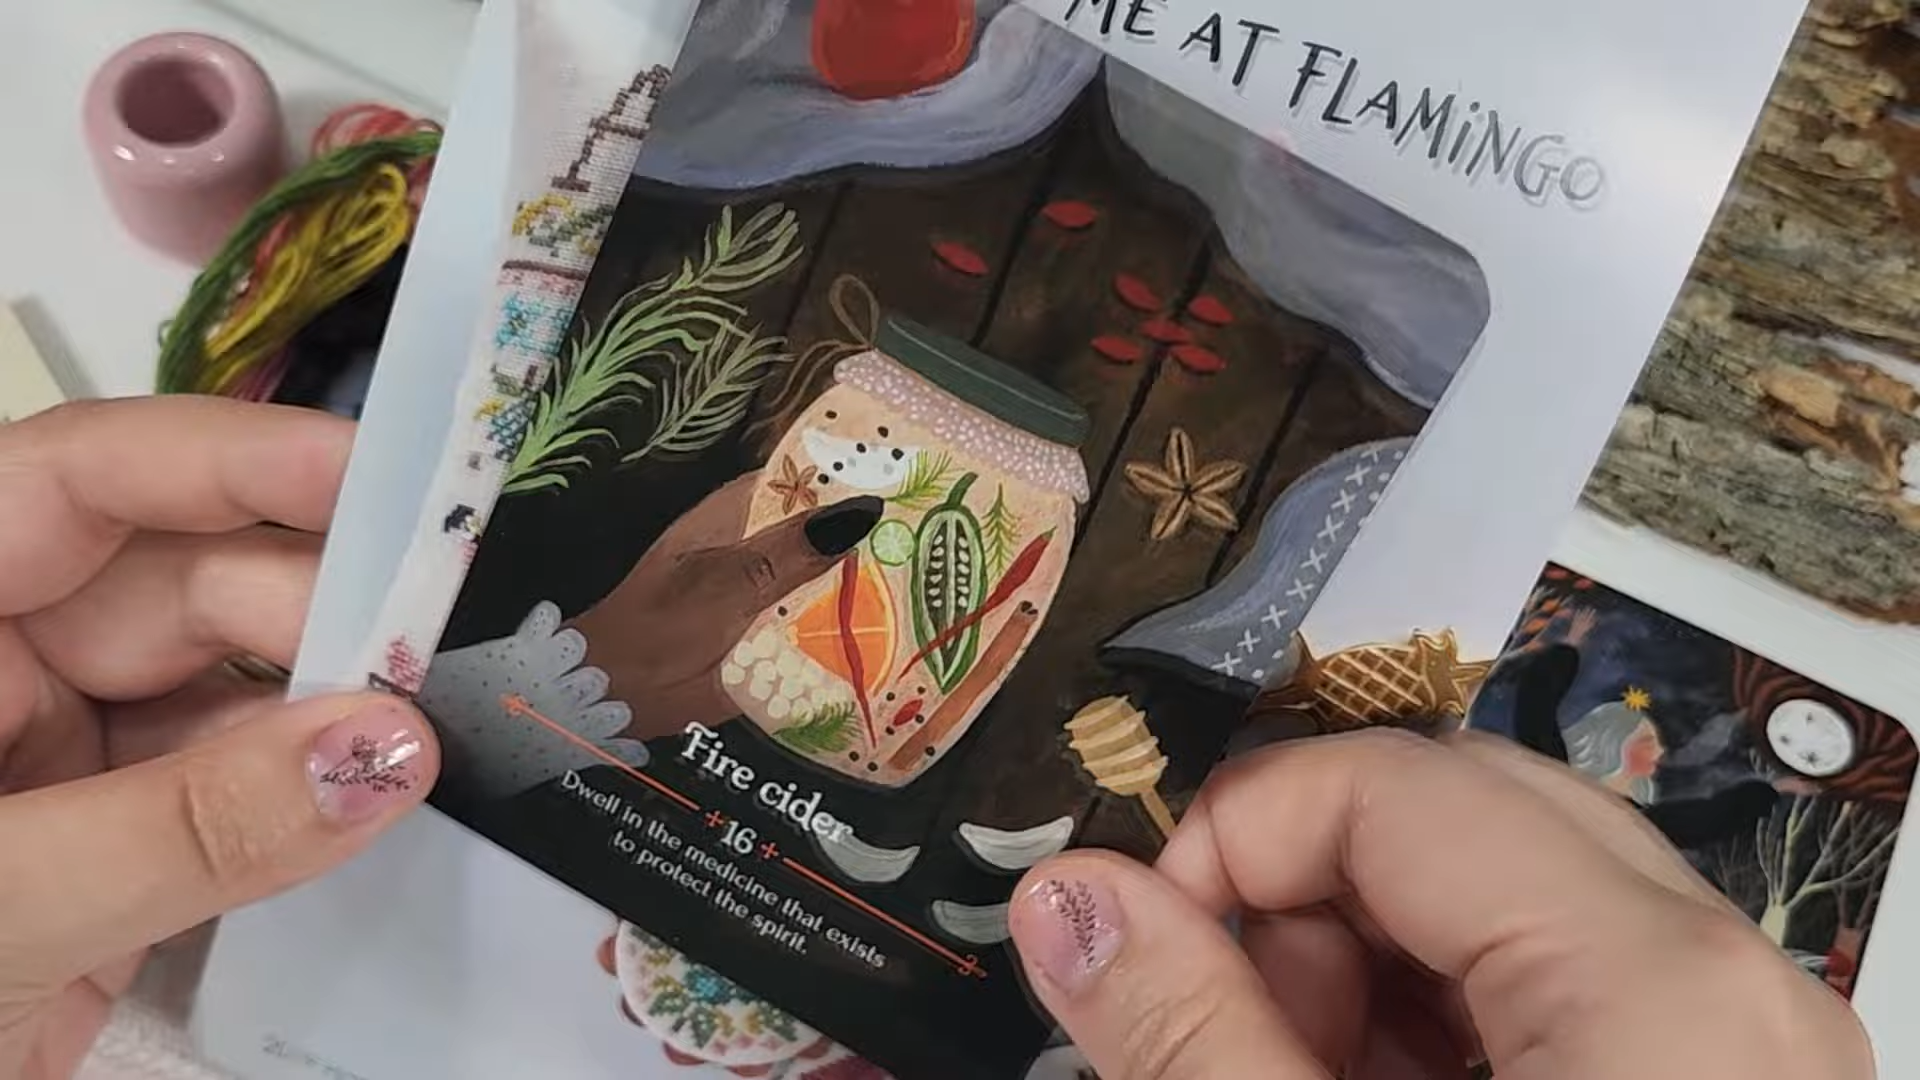 ME AT FLAMiNGO
Fire cider
+16+
Dwell in the medicine that exists
to protect the spirit.